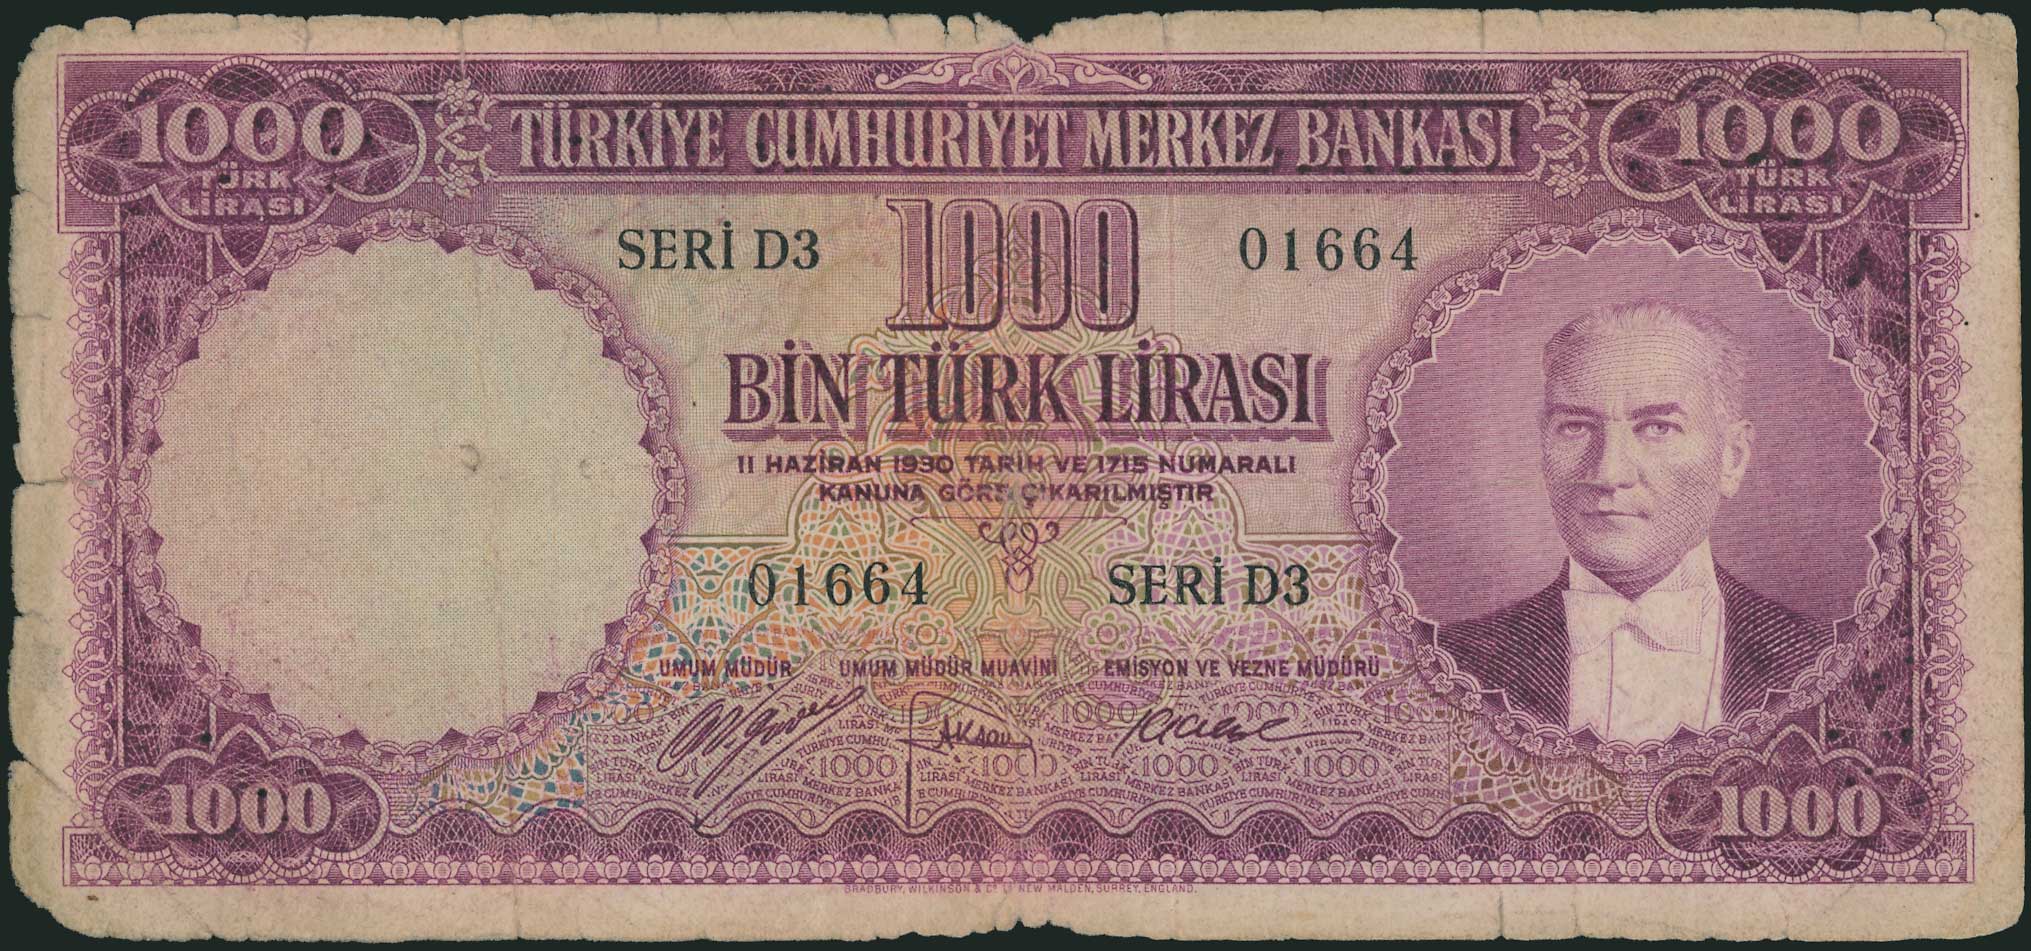 1000
TÜRK
LİRASI
TÜRKİYE CUMHURİYET MERKEZ BANKASI
1000
TÜRK
LİRASI
SERİ D3
1000
01664
BİN TÜRK LİRASI
11 HAZİRAN 1930 TARİH VE 1715 NUMARALI
KANUNA GÖRE ÇIKARILMIŞTIR
01664
SERİ D3
UMUM MÜDÜR
UMUM MÜDÜR MUAVİNİ
EMİSYON VE VEZNE MÜDÜRÜ
1000
1000
BRADBURY, WILKINSON & Co. Ld NEW MALDEN, SURREY, ENGLAND.